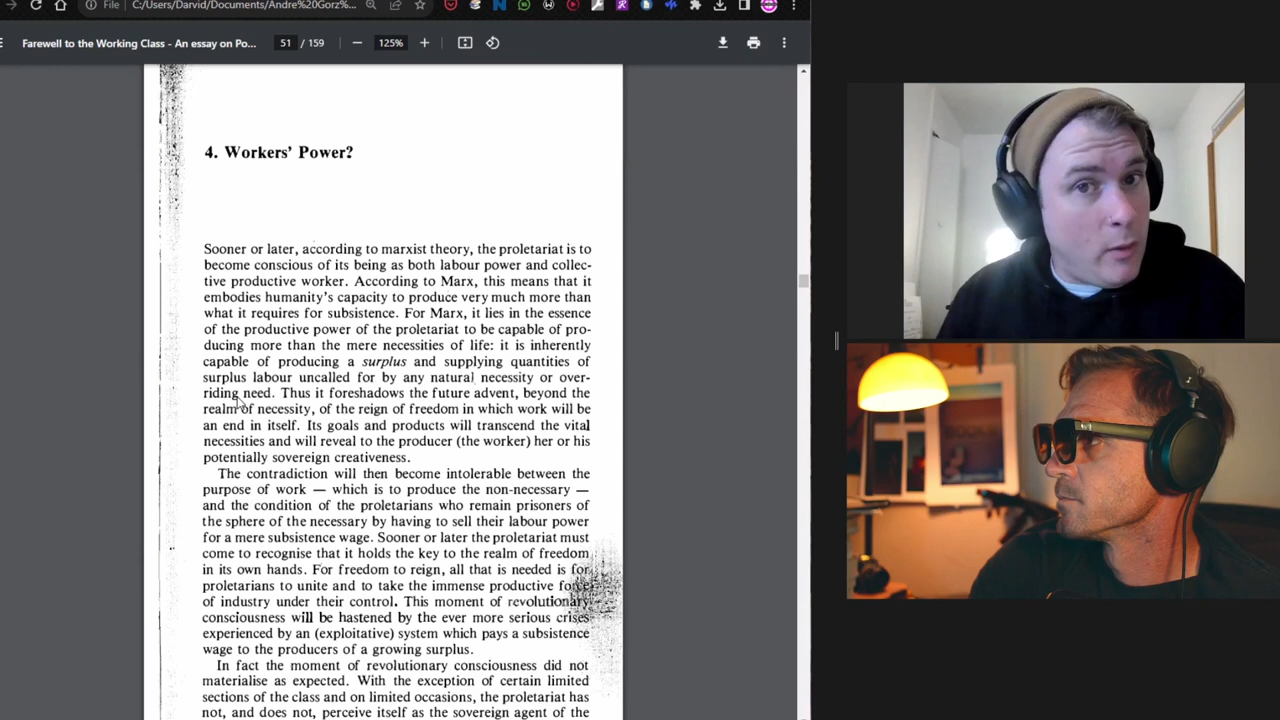 File
C:/Users/Darvid/Documents/Andre%20Gorz%...
Farewell to the Working Class - An essay on Po...
51 / 159
125%
4. Workers' Power?
Sooner or later, according to marxist theory, the proletariat is to
become conscious of its being as both labour power and collec-
tive productive worker. According to Marx, this means that it
embodies humanity's capacity to produce very much more than
what it requires for subsistence. For Marx, it lies in the essence
of the productive power of the proletariat to be capable of pro-
ducing more than the mere necessities of life: it is inherently
capable of producing a surplus and supplying quantities of
surplus labour uncalled for by any natural necessity or over-
riding need. Thus it foreshadows the future advent, beyond the
realm of necessity, of the reign of freedom in which work will be
an end in itself. Its goals and products will transcend the vital
necessities and will reveal to the producer (the worker) her or his
potentially sovereign creativeness.
The contradiction will then become intolerable between the
purpose of work — which is to produce the non-necessary —
and the condition of the proletarians who remain prisoners of
the sphere of the necessary by having to sell their labour power
for a mere subsistence wage. Sooner or later the proletariat must
come to recognise that it holds the key to the realm of freedom
in its own hands. For freedom to reign, all that is needed is for
proletarians to unite and to take the immense productive force
of industry under their control. This moment of revolutionary
consciousness will be hastened by the ever more serious crises
experienced by an (exploitative) system which pays a subsistence
wage to the producers of a growing surplus.
In fact the moment of revolutionary consciousness did not
materialise as expected. With the exception of certain limited
sections of the class and on limited occasions, the proletariat has
not, and does not, perceive itself as the sovereign agent of the